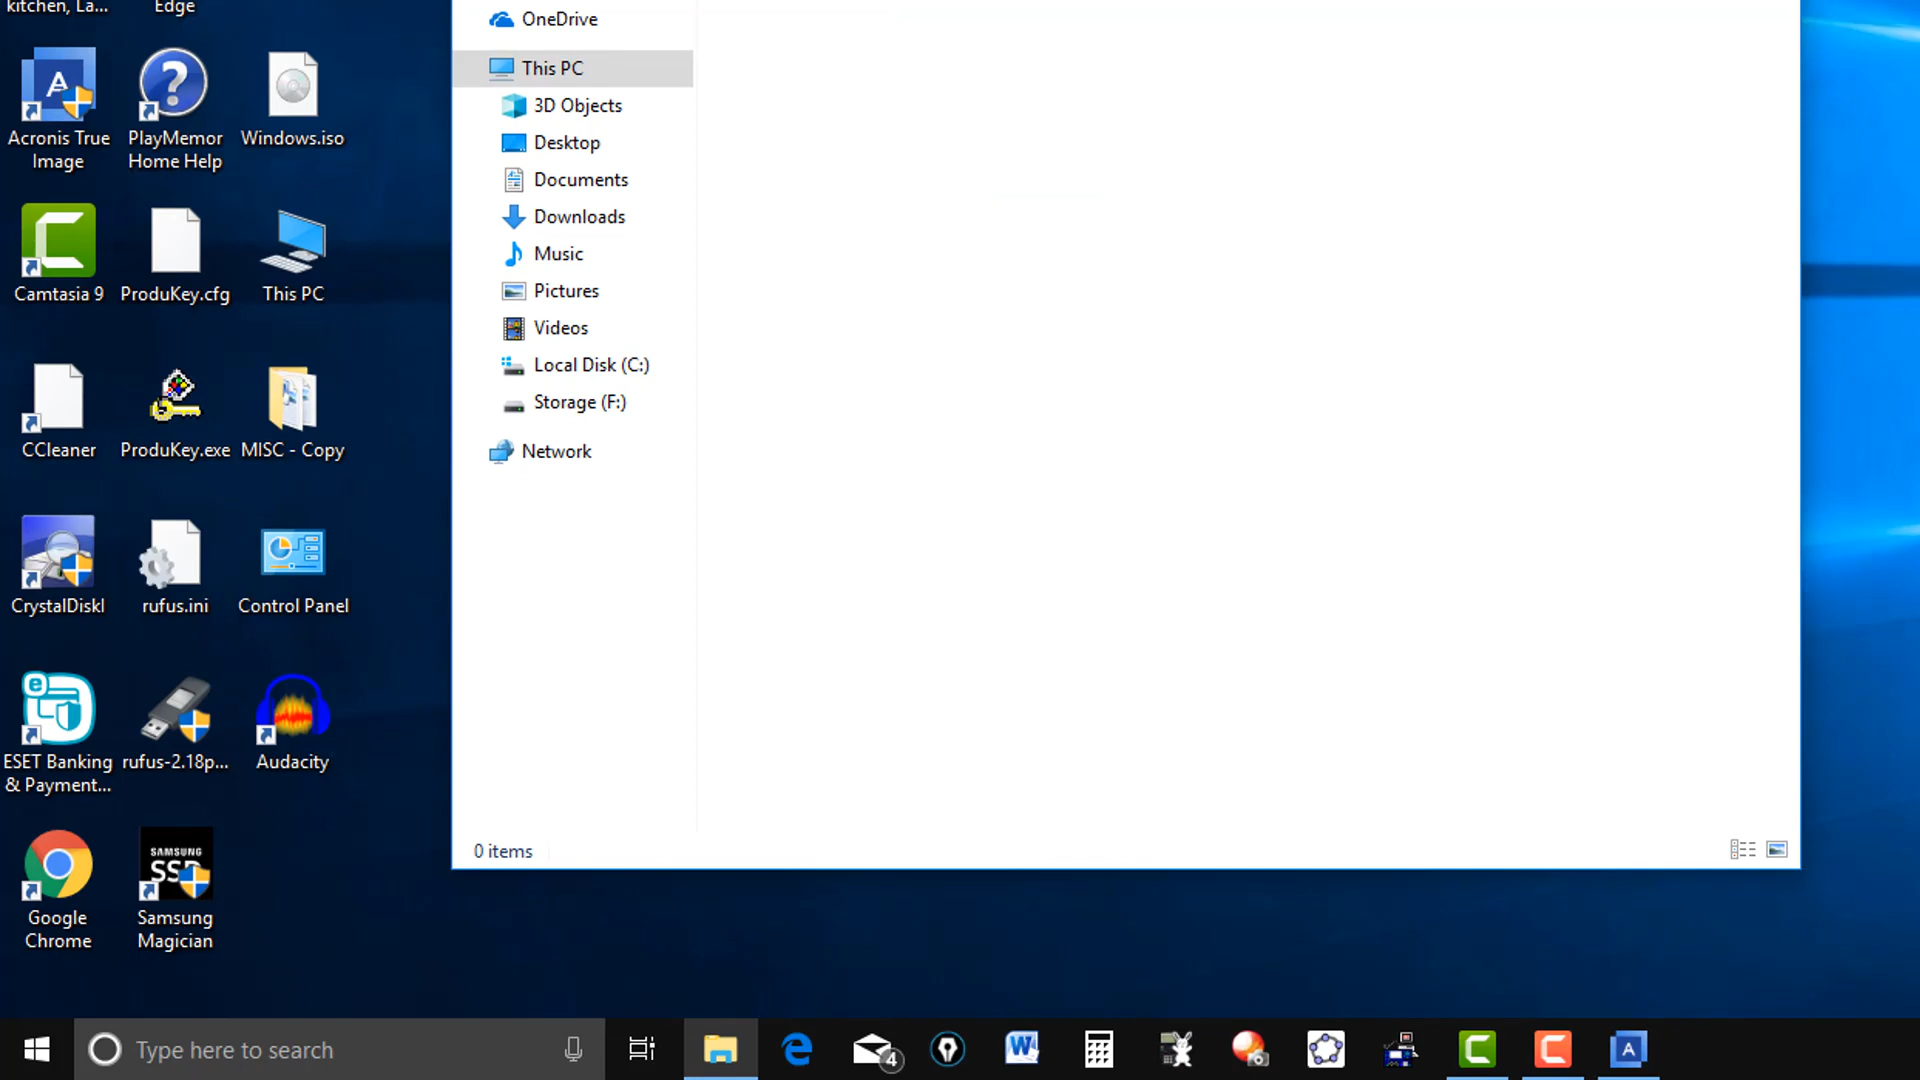 kitchen, La...
Edge
Acronis True
Image
PlayMemor
Home Help
Windows.iso
Camtasia 9
ProduKey.cfg
This PC
CCleaner
ProduKey.exe
MISC - Copy
CrystalDiskI
rufus.ini
Control Panel
ESET Banking
& Payment...
rufus-2.18p...
Audacity
Google
Chrome
SAMSUNG
SSD
Samsung
Magician
OneDrive
This PC
3D Objects
Desktop
Documents
Downloads
Music
Pictures
Videos
Local Disk (C:)
Storage (F:)
Network
0 items
Type here to search
4